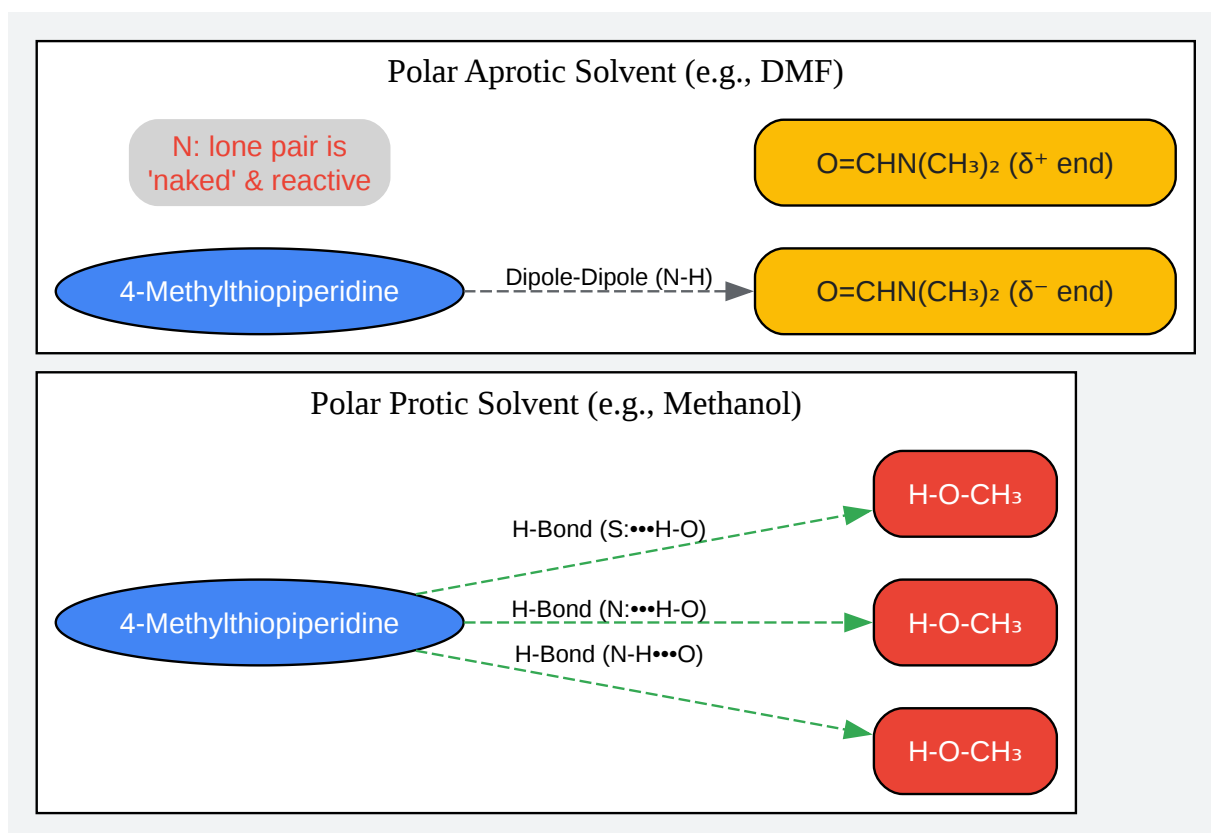 Polar Aprotic Solvent (e.g., DMF)
N: lone pair is
'naked' & reactive
O=CHN(CH₃)₂ (δ⁺ end)
4-Methylthiopiperidine
Dipole-Dipole (N-H)
O=CHN(CH₃)₂ (δ⁻ end)
Polar Protic Solvent (e.g., Methanol)
H-O-CH₃
H-Bond (S:•••H-O)
4-Methylthiopiperidine
H-Bond (N:•••H-O)
H-O-CH₃
H-Bond (N-H•••O)
H-O-CH₃